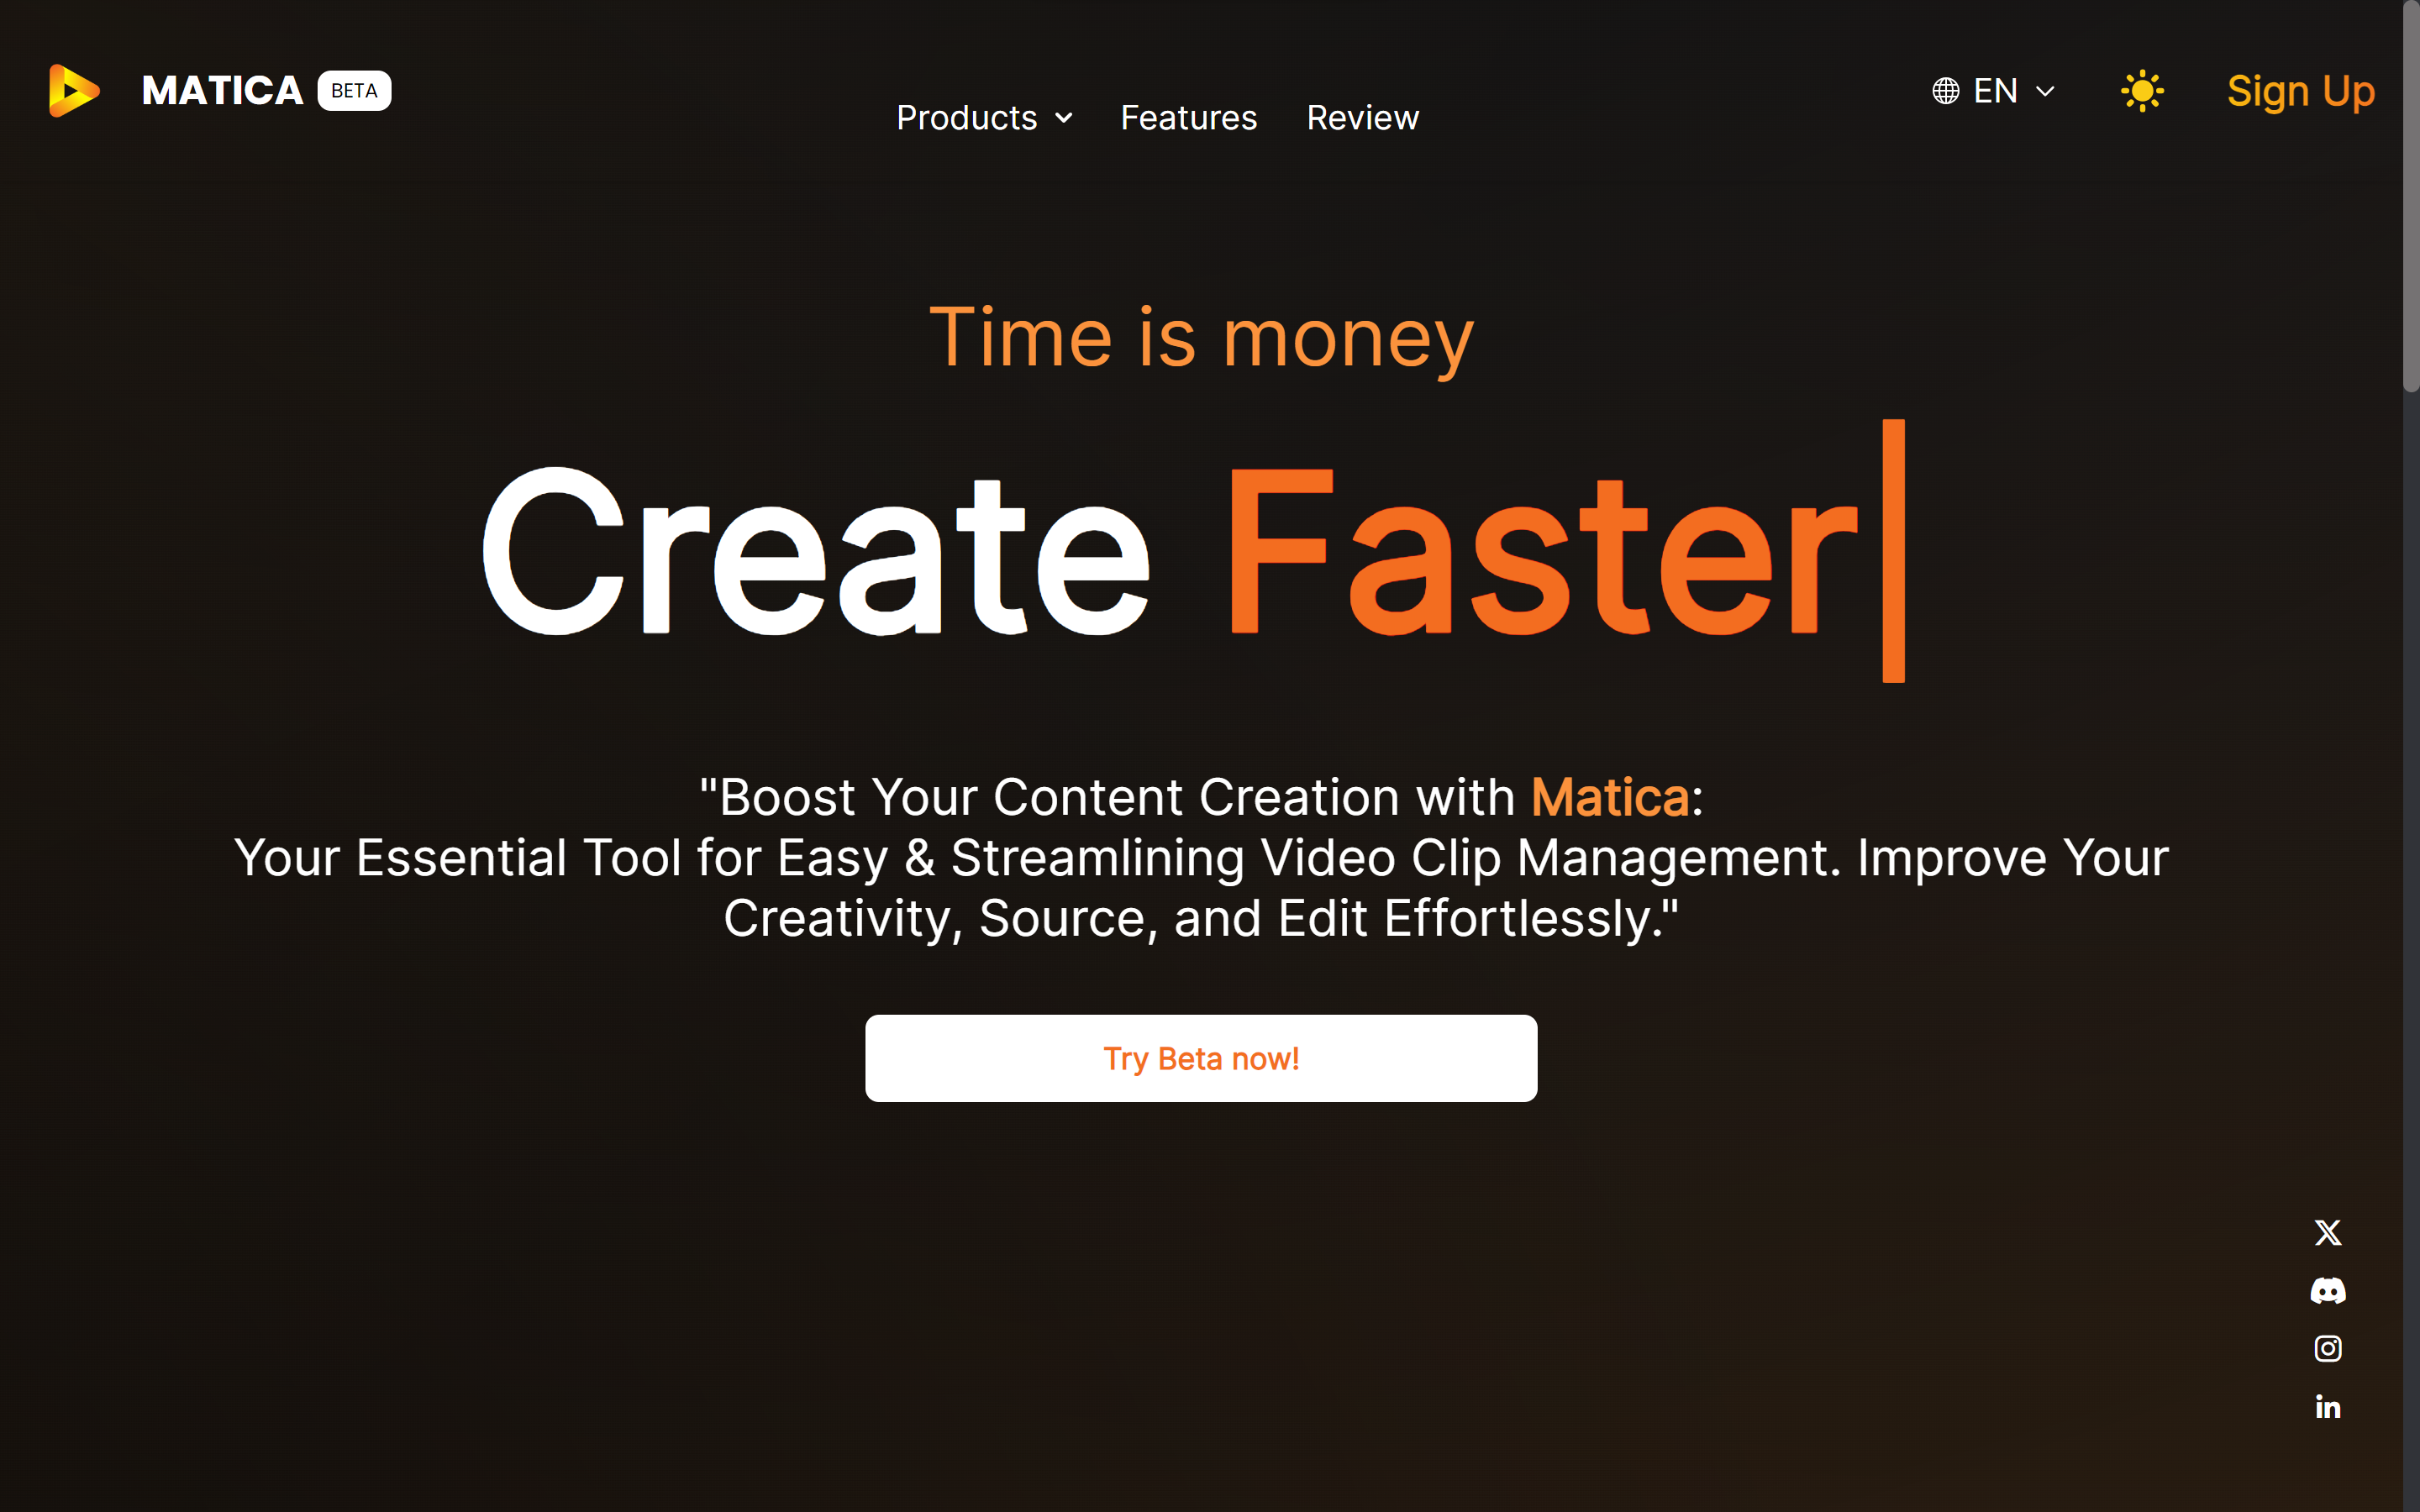 MATICA BETA
Products Features Review
EN
Sign Up
Time is money
Create Faster
"Boost Your Content Creation with Matica:
Your Essential Tool for Easy & Streamlining Video Clip Management. Improve Your
Creativity, Source, and Edit Effortlessly."
Try Beta now!